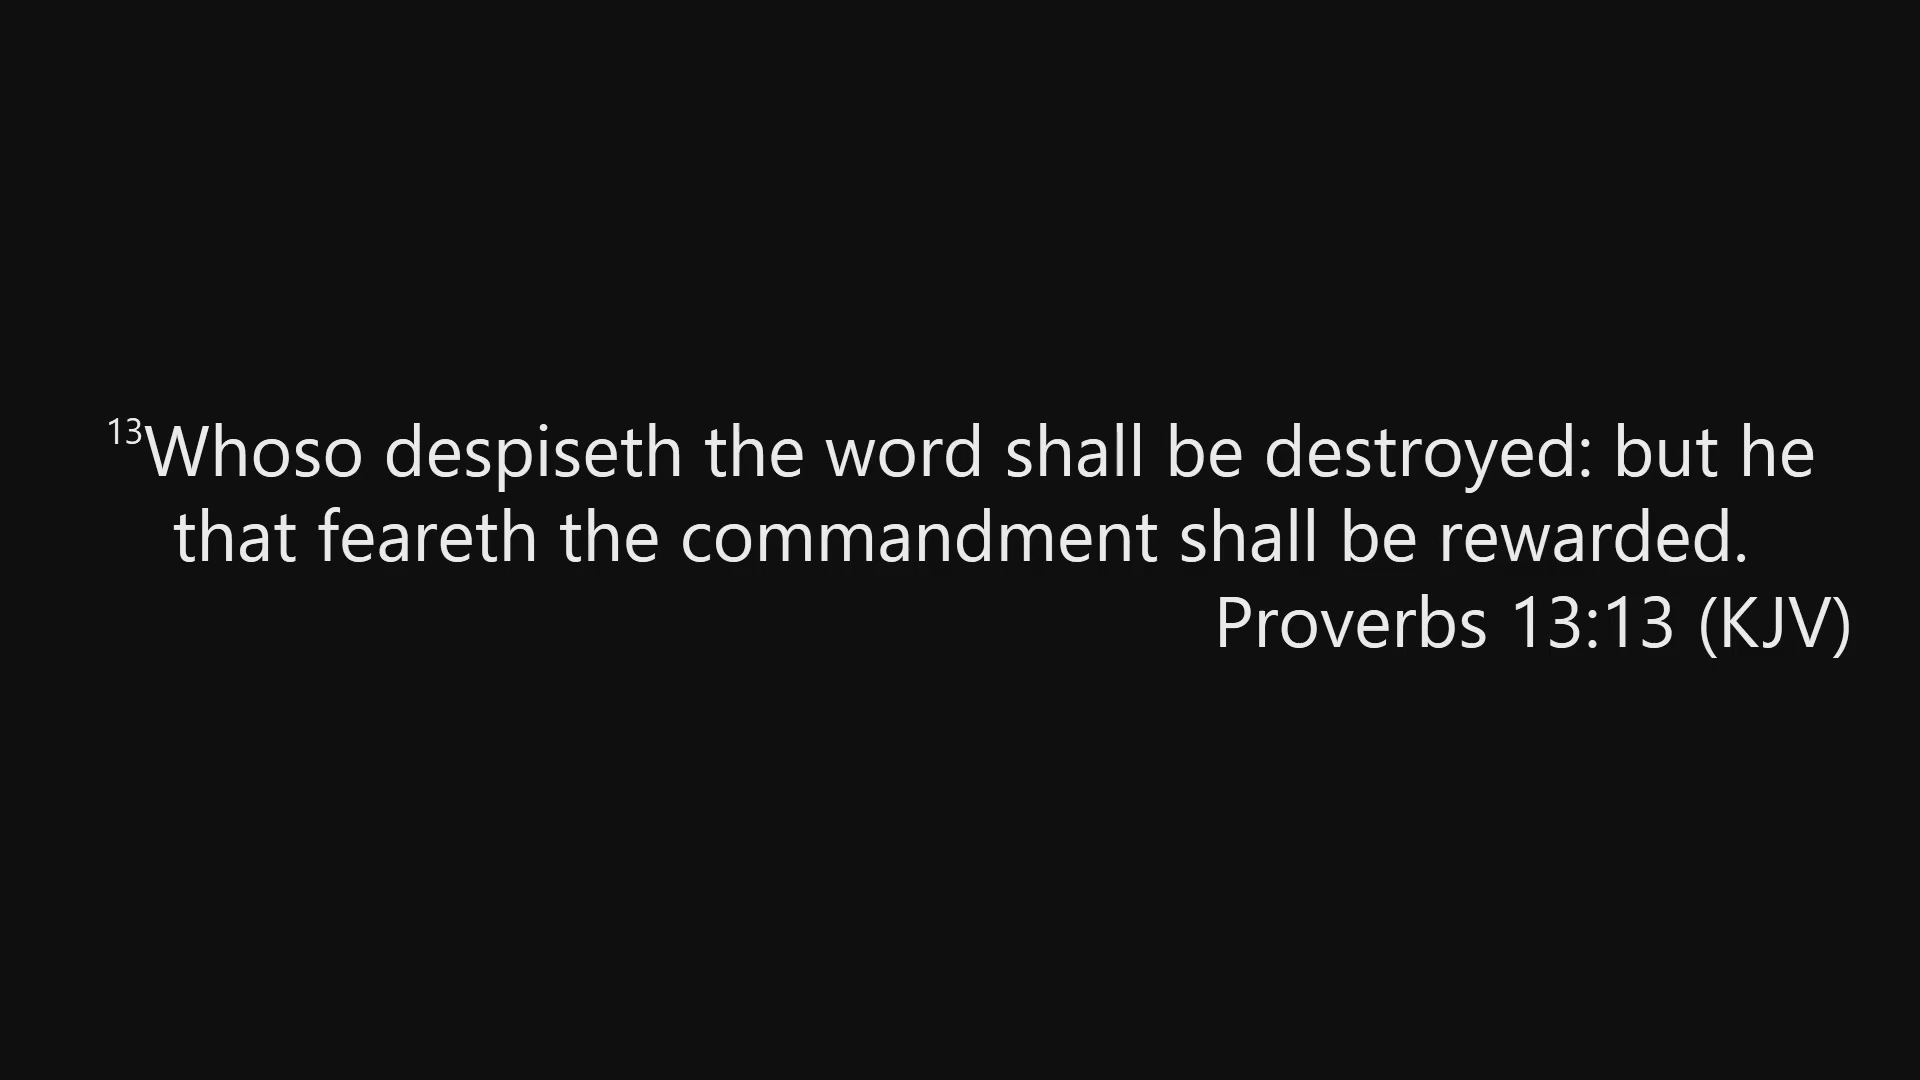 13Whoso despiseth the word shall be destroyed: but he
that feareth the commandment shall be rewarded.
Proverbs 13:13 (KJV)